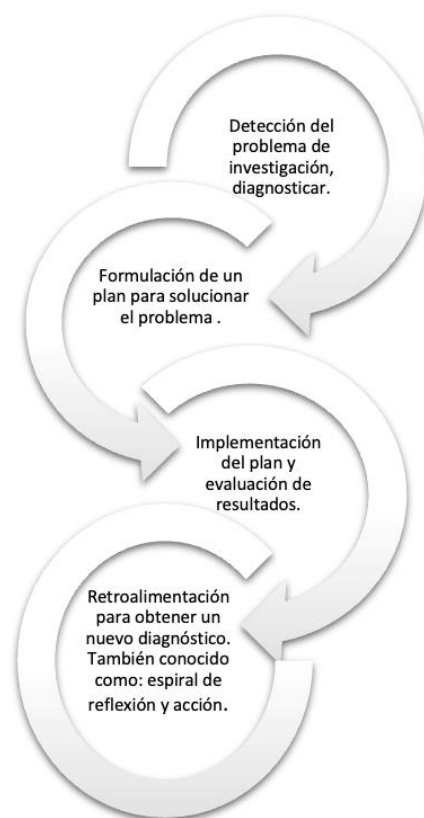 Detección del
problema de
investigación,
diagnosticar.
Formulación de un
plan para solucionar
el problema .
Implementación
del plan y
evaluación de
resultados.
Retroalimentación
para obtener un
nuevo diagnóstico.
También conocido
como: espiral de
reflexión y acción.